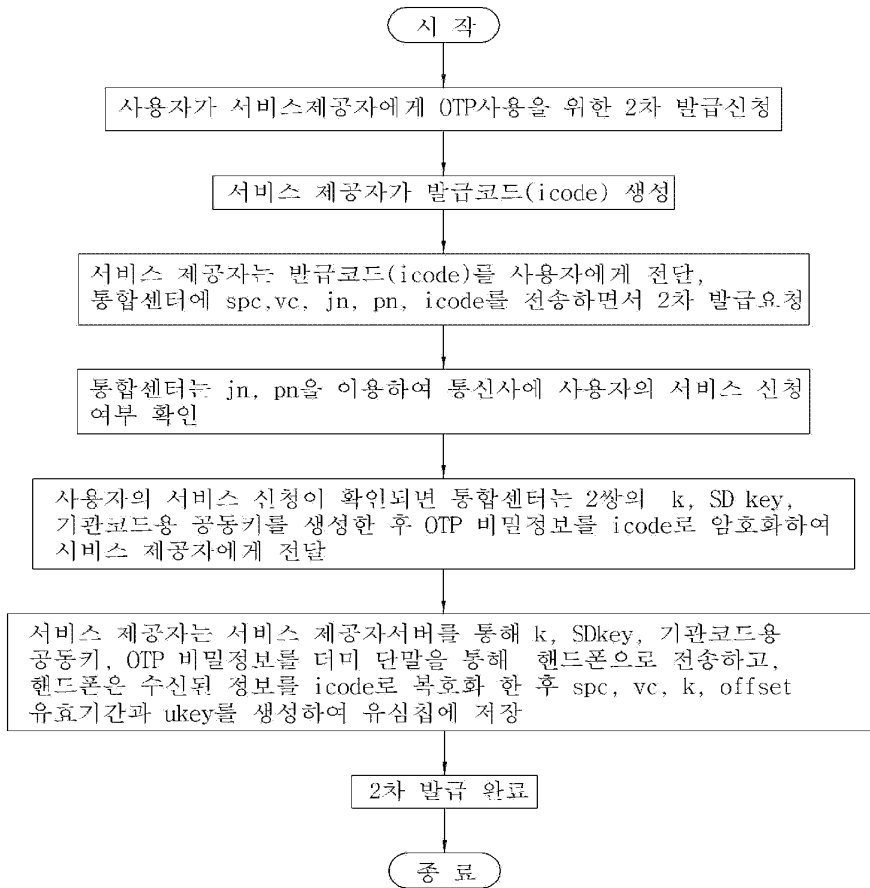 시 작
사용자가 서비스제공자에게 OTP사용을 위한 2차 발급신청
서비스 제공자가 발급코드(icode) 생성
서비스 제공자는 발급코드(icode)를 사용자에게 전달,
통합센터에 spc,vc, jn, pn, icode를 전송하면서 2차 발급요청
통합센터는 jn, pn을 이용하여 통신사에 사용자의 서비스 신청
여부 확인
사용자의 서비스 신청이 확인되면 통합센터는 2쌍의 k, SD key,
기관코드용 공동키를 생성한 후 OTP 비밀정보를 icode로 암호화하여
서비스 제공자에게 전달
서비스 제공자는 서비스 제공자서버를 통해 k, SDkey, 기관코드용
공동키, OTP 비밀정보를 더미 단말을 통해 핸드폰으로 전송하고,
핸드폰은 수신된 정보를 icode로 복호화 한 후 spc, vc, k, offset
유효기간과 ukey를 생성하여 유심칩에 저장
2차 발급 완료
종 료